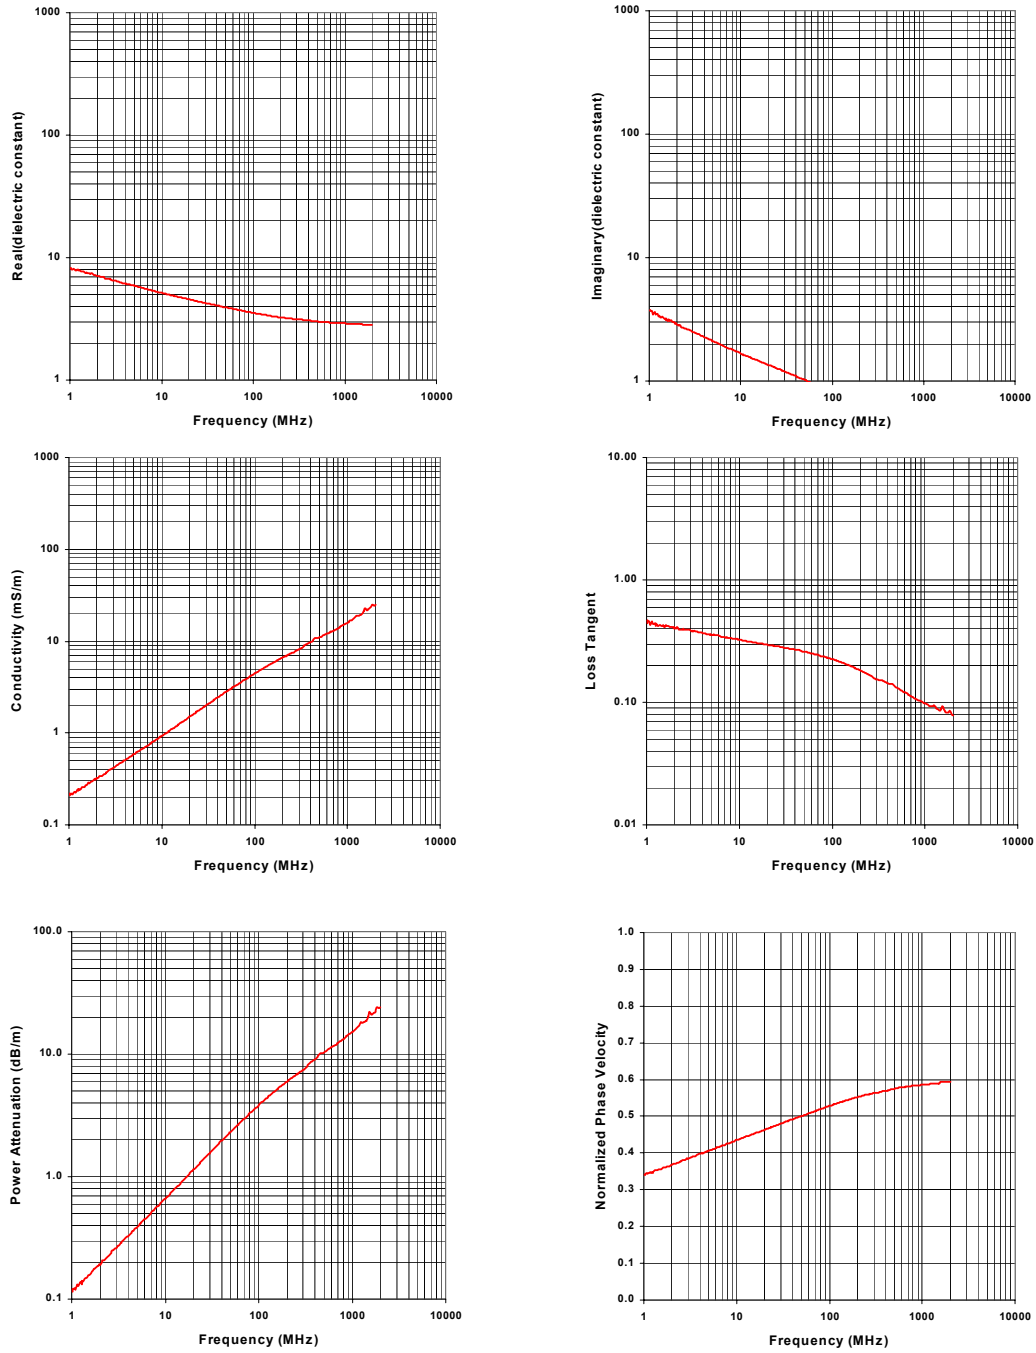 1000
100
10
1
Real(dielectric constant)
1 10 100 1000 10000
Frequency (MHz)
1000
100
10
1
Imaginary(dielectric constant)
1 10 100 1000 10000
Frequency (MHz)
1000
100
10
1
0.1
Conductivity (mS/m)
1 10 100 1000 10000
Frequency (MHz)
10.00
1.00
0.10
0.01
Loss Tangent
1 10 100 1000 10000
Frequency (MHz)
100.0
10.0
1.0
0.1
Power Attenuation (dB/m)
1 10 100 1000 10000
Frequency (MHz)
1.0
0.9
0.8
0.7
0.6
0.5
0.4
0.3
0.2
0.1
0.0
Normalized Phase Velocity
1 10 100 1000 10000
Frequency (MHz)